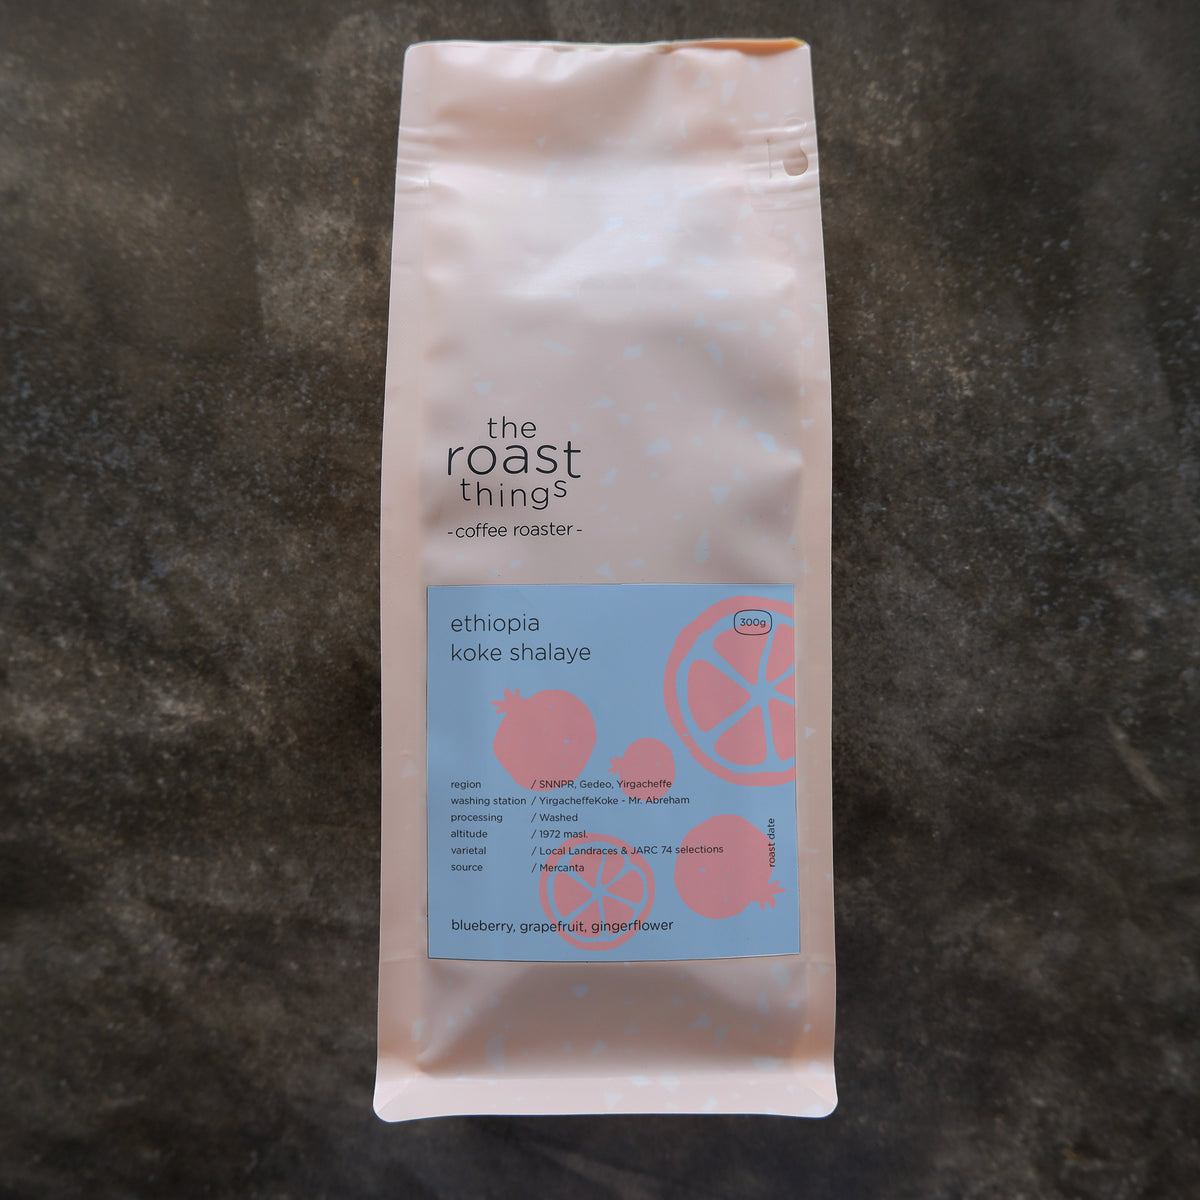 the
roast
things
-coffee roaster-
ethiopia
300g
koke shalaye
region / SNNPR, Gedeo, Yirgacheffe
washing station / YirgacheffeKoke - Mr. Abreham
processing / Washed
altitude / 1972 masl.
varietal / Local Landraces & JARC 74 selections
source / Mercanta
roast date
blueberry, grapefruit, gingerflower